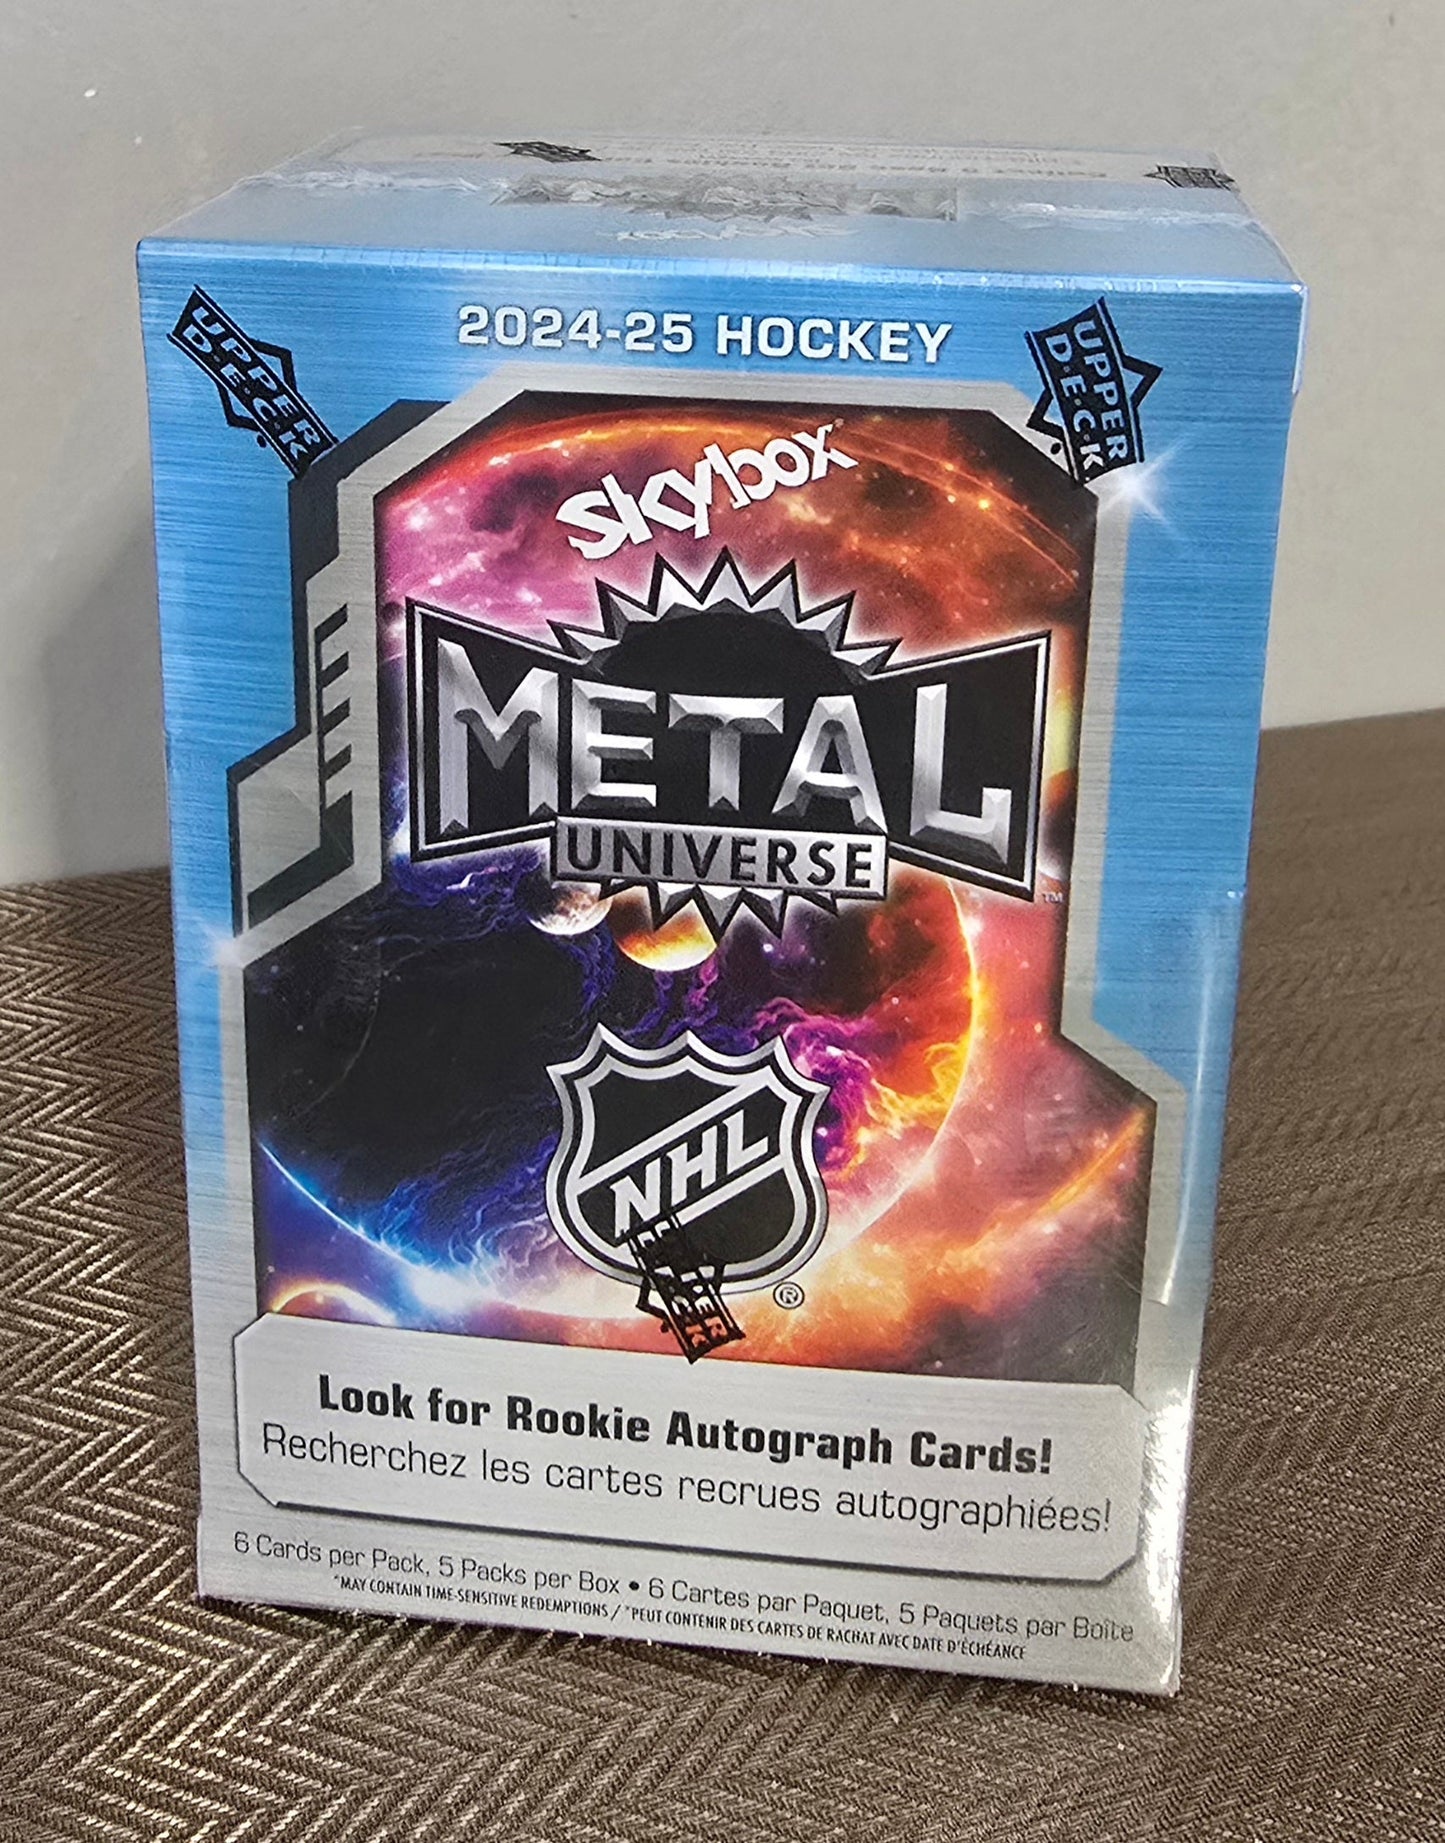 2024-25 HOCKEY
UPPER
D.E.C.K.
UPPER
D.E.C.K.
skybox
METAL
UNIVERSE
TM
NHL
UPPER
®
Look for Rookie Autograph Cards!
Recherchez les cartes recrues autographiées!
6 Cards per Pack, 5 Packs per Box • 6 Cartes par Paquet, 5 Paquets par Boîte
*MAY CONTAIN TIME-SENSITIVE REDEMPTIONS / *PEUT CONTENIR DES CARTES DE RACHAT AVEC DATE D'ÉCHÉANCE